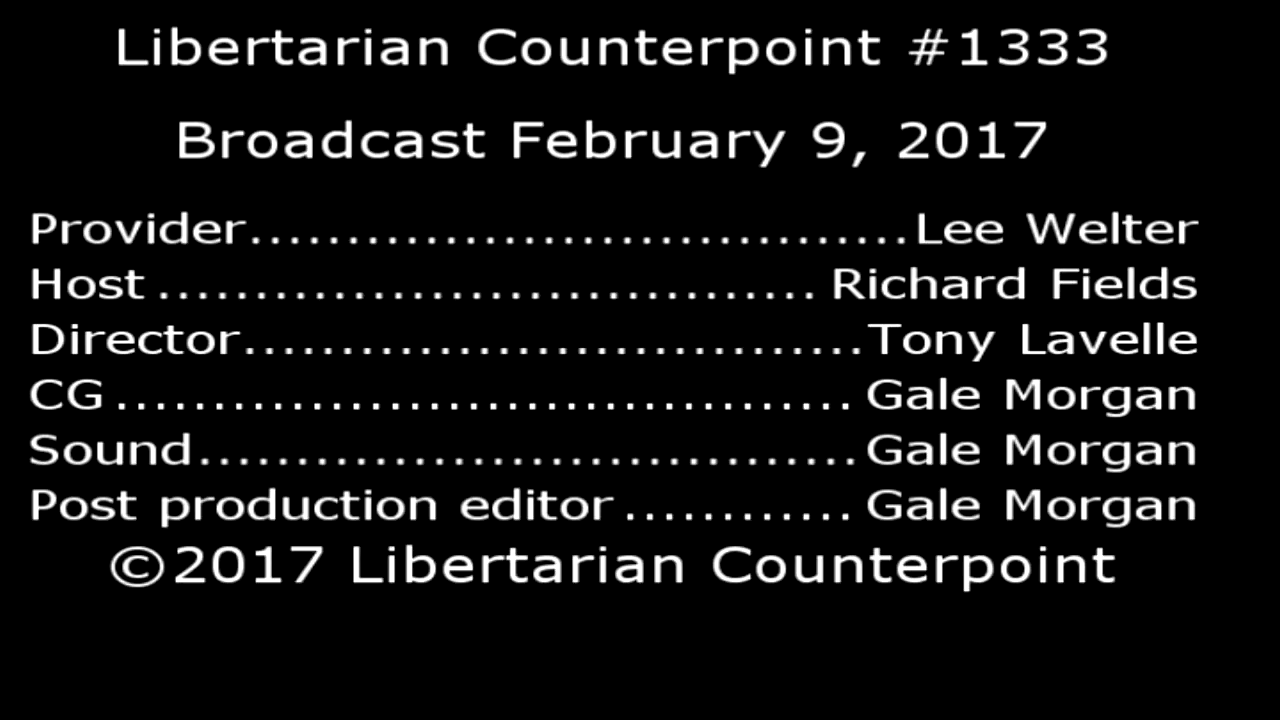 Libertarian Counterpoint #1333
Broadcast February 9, 2017
Provider..................................Lee Welter
Host .................................. Richard Fields
Director................................Tony Lavelle
CG ...................................... Gale Morgan
Sound..................................Gale Morgan
Post production editor ............ Gale Morgan
©2017 Libertarian Counterpoint